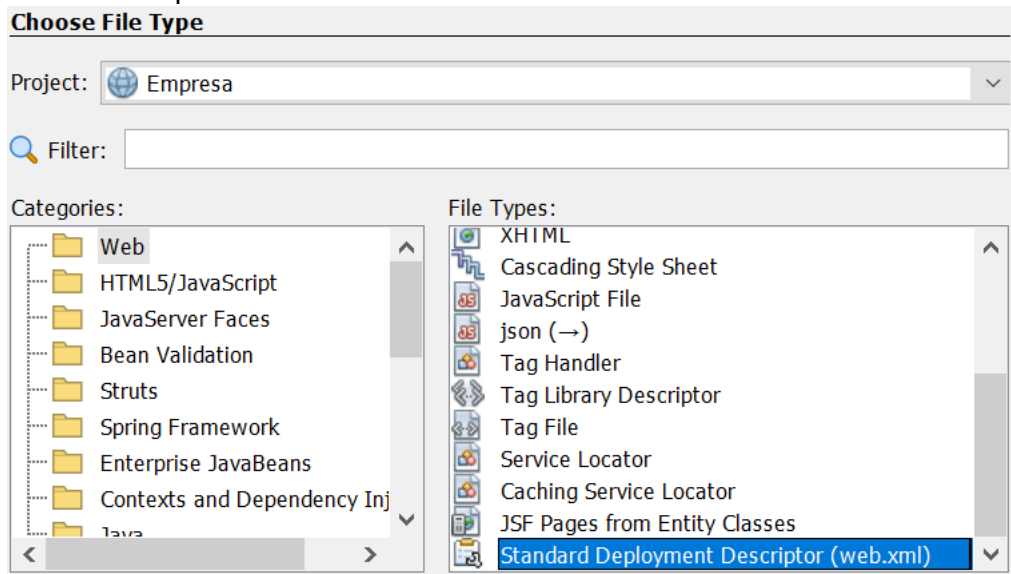 Choose File Type
Project: Empresa
Filter:
Categories:
Web
HTML5/JavaScript
JavaServer Faces
Bean Validation
Struts
Spring Framework
Enterprise JavaBeans
Contexts and Dependency Inj
Java
File Types:
XHTML
Cascading Style Sheet
JavaScript File
json (→)
Tag Handler
Tag Library Descriptor
Tag File
Service Locator
Caching Service Locator
JSF Pages from Entity Classes
Standard Deployment Descriptor (web.xml)